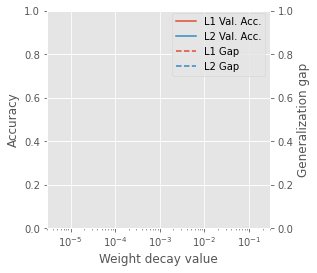 L1 Val. Acc.
L2 Val. Acc.
L1 Gap
L2 Gap
1.0
0.8
0.6
0.4
0.2
0.0
Accuracy
1.0
0.8
0.6
0.4
0.2
0.0
Generalization gap
10⁻⁵ 10⁻⁴ 10⁻³ 10⁻² 10⁻¹
Weight decay value